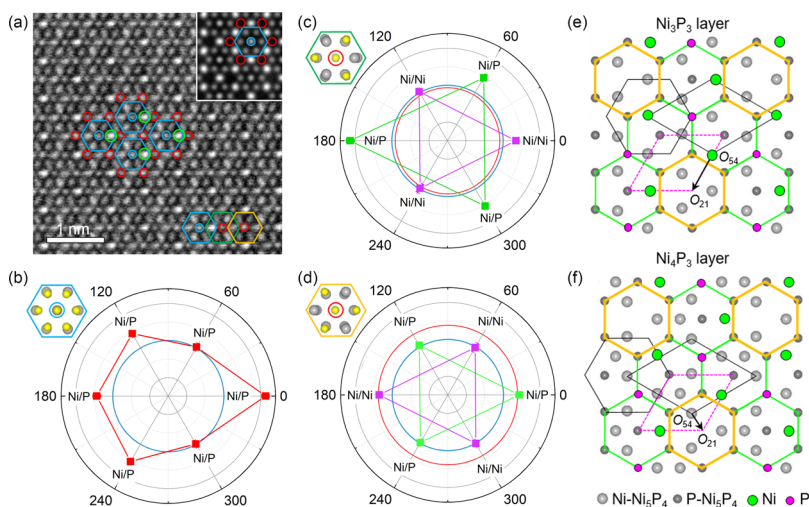 (a)
1 nm
(b)
120
60
180
0
240
300
Ni/P
Ni/P
Ni/P
Ni/P
Ni/P
Ni/P
(c)
120
60
180
0
240
300
Ni/Ni
Ni/P
Ni/P
Ni/Ni
Ni/Ni
Ni/P
(d)
120
60
180
0
240
300
Ni/P
Ni/Ni
Ni/Ni
Ni/P
Ni/P
Ni/Ni
(e)
Ni₃P₃ layer
O₅₄
O₂₁
(f)
Ni₄P₃ layer
O₅₄
O₂₁
Ni-Ni₅P₄ P-Ni₅P₄ Ni P